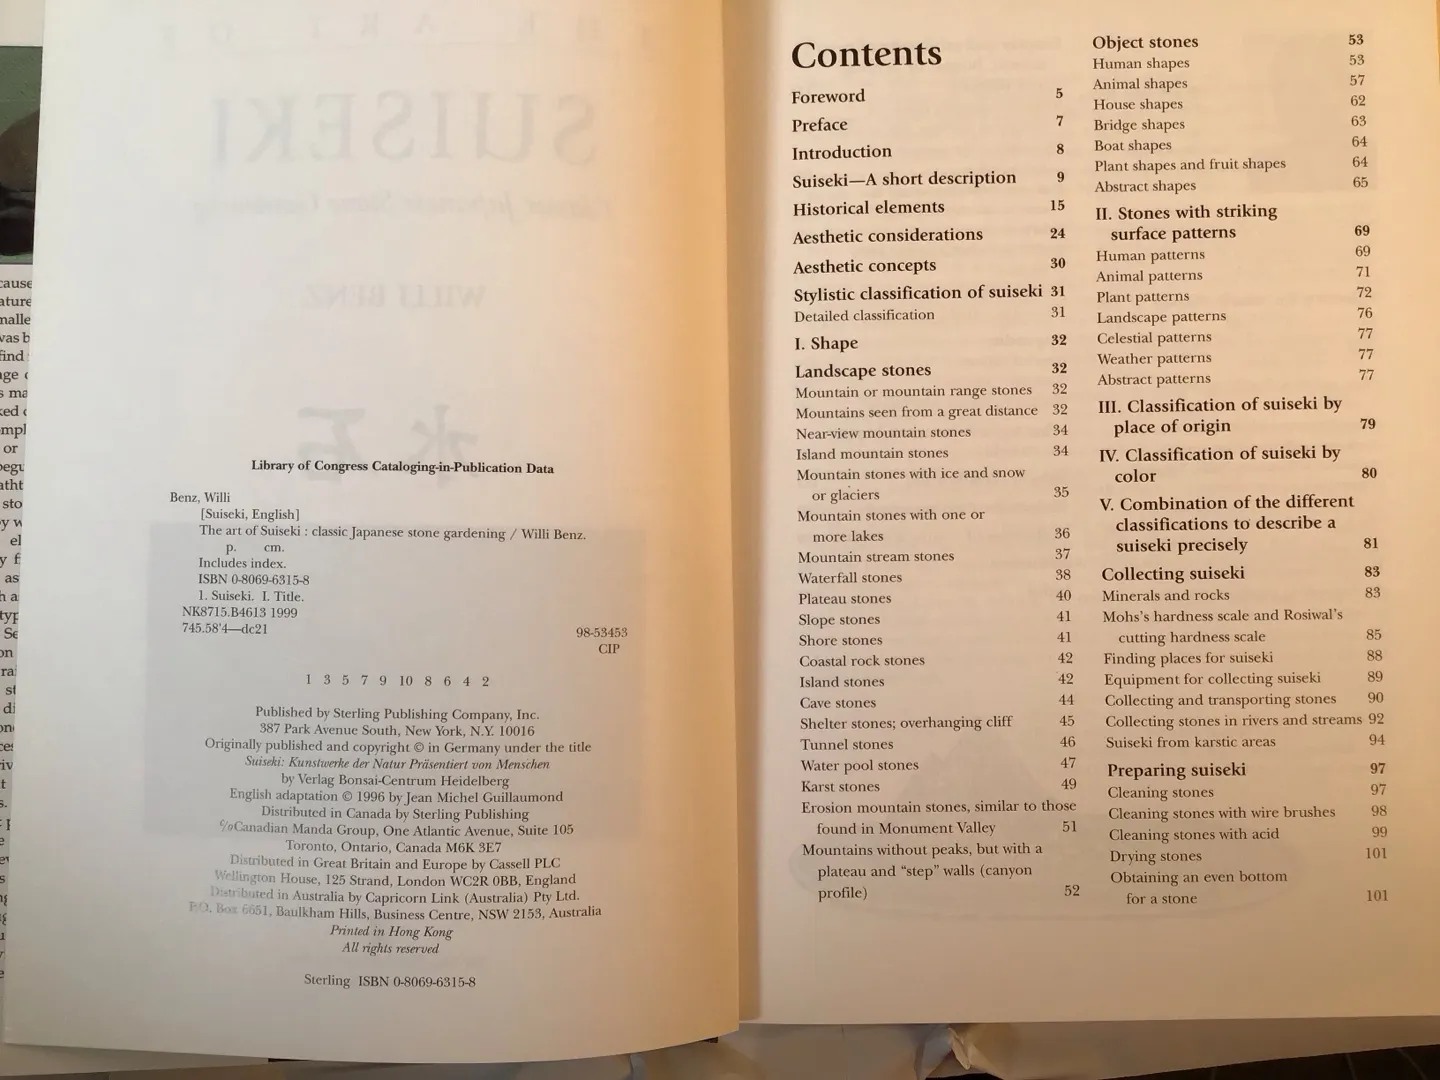 Library of Congress Cataloging-in-Publication Data
Benz, Willi
[Suiseki, English]
The art of Suiseki : classic Japanese stone gardening / Willi Benz.
p. cm.
Includes index.
ISBN 0-8069-6315-8
1. Suiseki. I. Title.
NK8715.B4613 1999
745.58'4—dc21
98-53453
CIP
1 3 5 7 9 10 8 6 4 2
Published by Sterling Publishing Company, Inc.
387 Park Avenue South, New York, N.Y. 10016
Originally published and copyright © in Germany under the title
Suiseki: Kunstwerke der Natur Präsentiert von Menschen
by Verlag Bonsai-Centrum Heidelberg
English adaptation © 1996 by Jean Michel Guillaumond
Distributed in Canada by Sterling Publishing
℅Canadian Manda Group, One Atlantic Avenue, Suite 105
Toronto, Ontario, Canada M6K 3E7
Distributed in Great Britain and Europe by Cassell PLC
Wellington House, 125 Strand, London WC2R 0BB, England
Distributed in Australia by Capricorn Link (Australia) Pty Ltd.
P.O. Box 6651, Baulkham Hills, Business Centre, NSW 2153, Australia
Printed in Hong Kong
All rights reserved
Sterling ISBN 0-8069-6315-8
Contents
Foreword 5
Preface 7
Introduction 8
Suiseki—A short description 9
Historical elements 15
Aesthetic considerations 24
Aesthetic concepts 30
Stylistic classification of suiseki 31
Detailed classification 31
I. Shape 32
Landscape stones 32
Mountain or mountain range stones 32
Mountains seen from a great distance 32
Near-view mountain stones 34
Island mountain stones 34
Mountain stones with ice and snow
or glaciers 35
Mountain stones with one or
more lakes 36
Mountain stream stones 37
Waterfall stones 38
Plateau stones 40
Slope stones 41
Shore stones 41
Coastal rock stones 42
Island stones 42
Cave stones 44
Shelter stones; overhanging cliff 45
Tunnel stones 46
Water pool stones 47
Karst stones 49
Erosion mountain stones, similar to those
found in Monument Valley 51
Mountains without peaks, but with a
plateau and “step” walls (canyon
profile) 52
Object stones 53
Human shapes 53
Animal shapes 57
House shapes 62
Bridge shapes 63
Boat shapes 64
Plant shapes and fruit shapes 64
Abstract shapes 65
II. Stones with striking
surface patterns 69
Human patterns 69
Animal patterns 71
Plant patterns 72
Landscape patterns 76
Celestial patterns 77
Weather patterns 77
Abstract patterns 77
III. Classification of suiseki by
place of origin 79
IV. Classification of suiseki by
color 80
V. Combination of the different
classifications to describe a
suiseki precisely 81
Collecting suiseki 83
Minerals and rocks 83
Mohs's hardness scale and Rosiwal's
cutting hardness scale 85
Finding places for suiseki 88
Equipment for collecting suiseki 89
Collecting and transporting stones 90
Collecting stones in rivers and streams 92
Suiseki from karstic areas 94
Preparing suiseki 97
Cleaning stones 97
Cleaning stones with wire brushes 98
Cleaning stones with acid 99
Drying stones 101
Obtaining an even bottom
for a stone 101